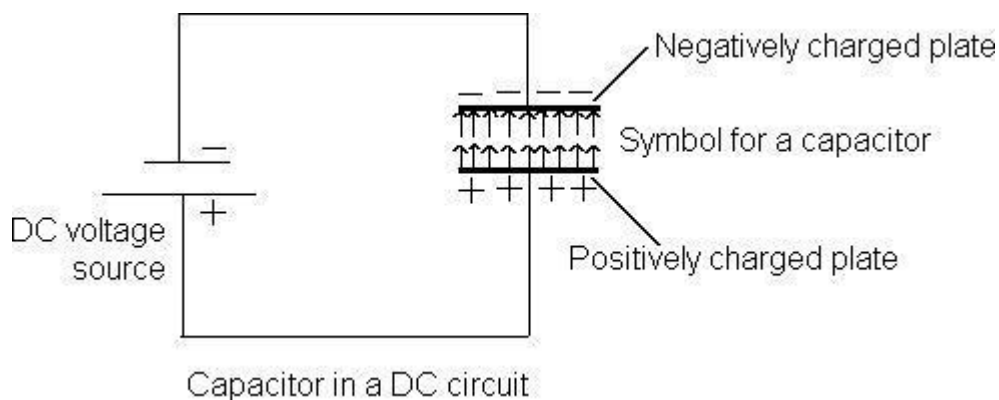 Negatively charged plate
− − − −
Symbol for a capacitor
−
+ + + +
+
DC voltage
source
Positively charged plate
Capacitor in a DC circuit